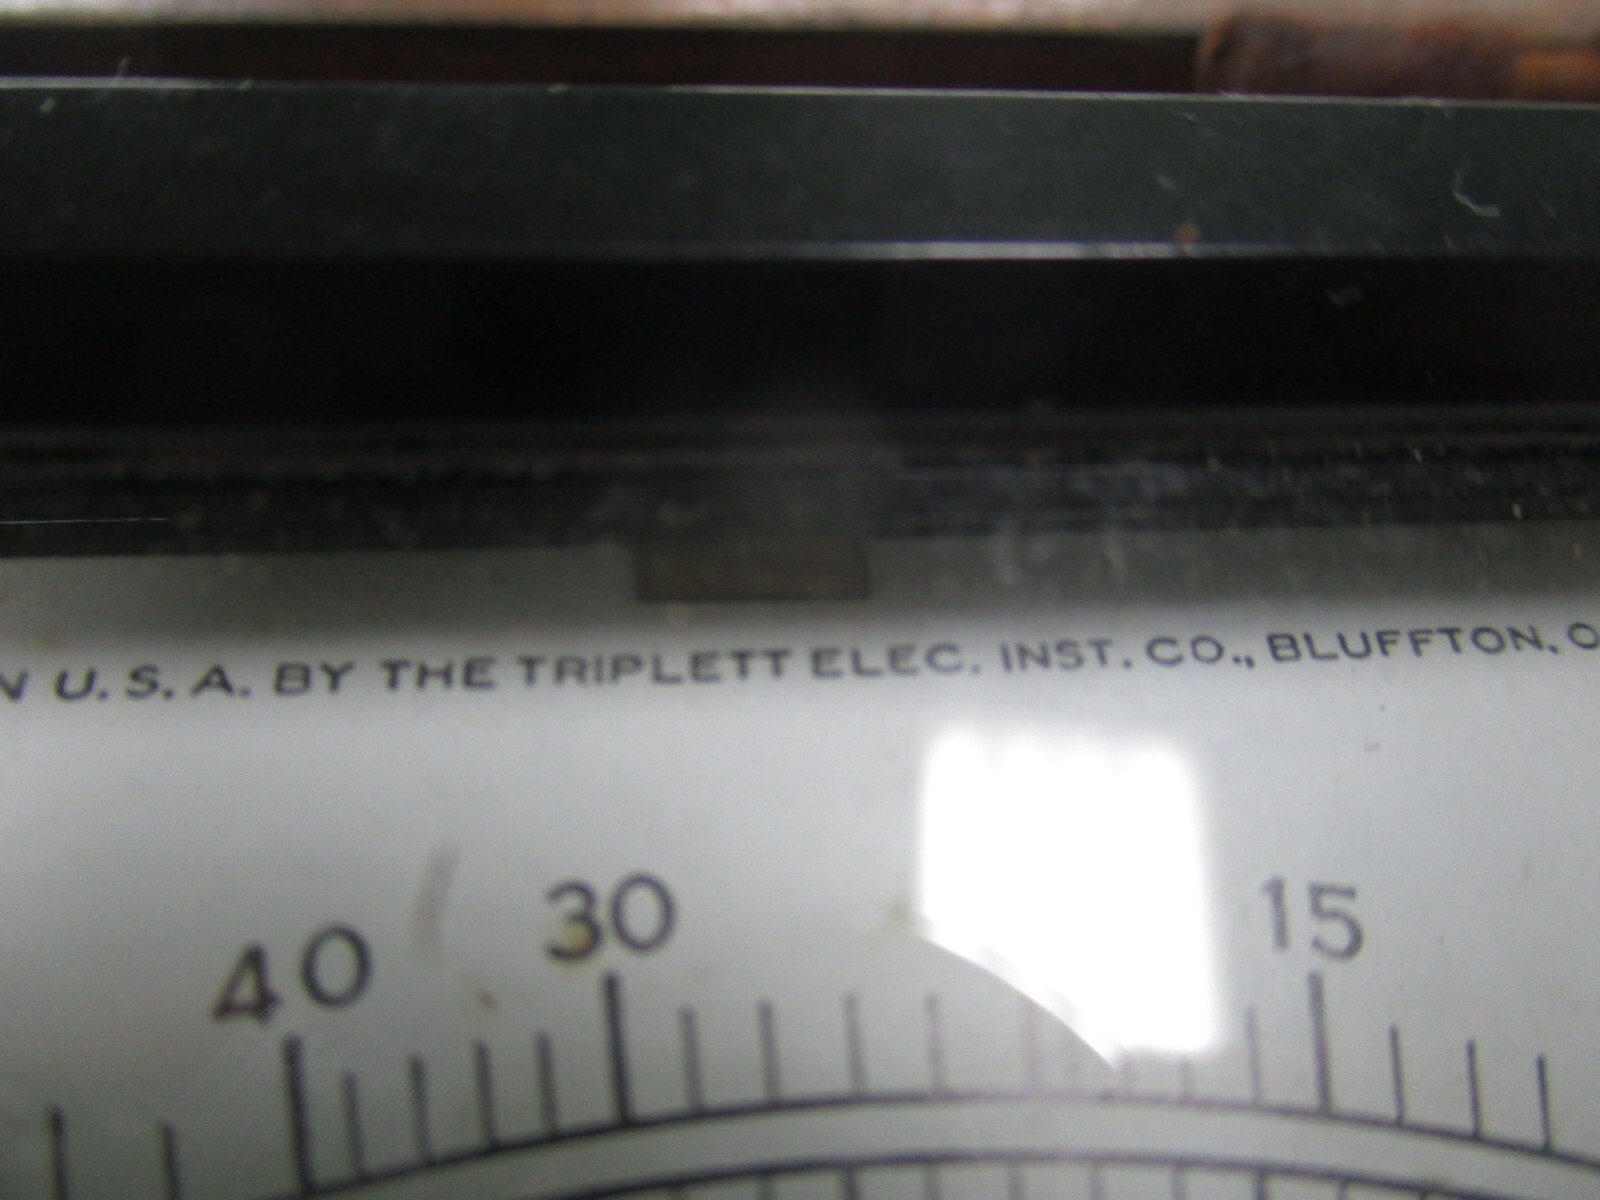 N U.S.A. BY THE TRIPLETT ELEC. INST. CO., BLUFFTON, O
40 30 15